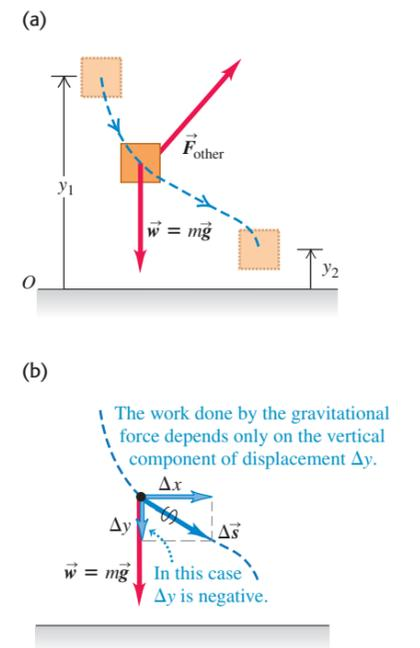 (a)
F⃗other
y₁
w⃗ = mg⃗
y₂
O
(b)
The work done by the gravitational
force depends only on the vertical
component of displacement Δy.
Δx
Δy
Δs⃗
w⃗ = mg⃗
In this case
Δy is negative.